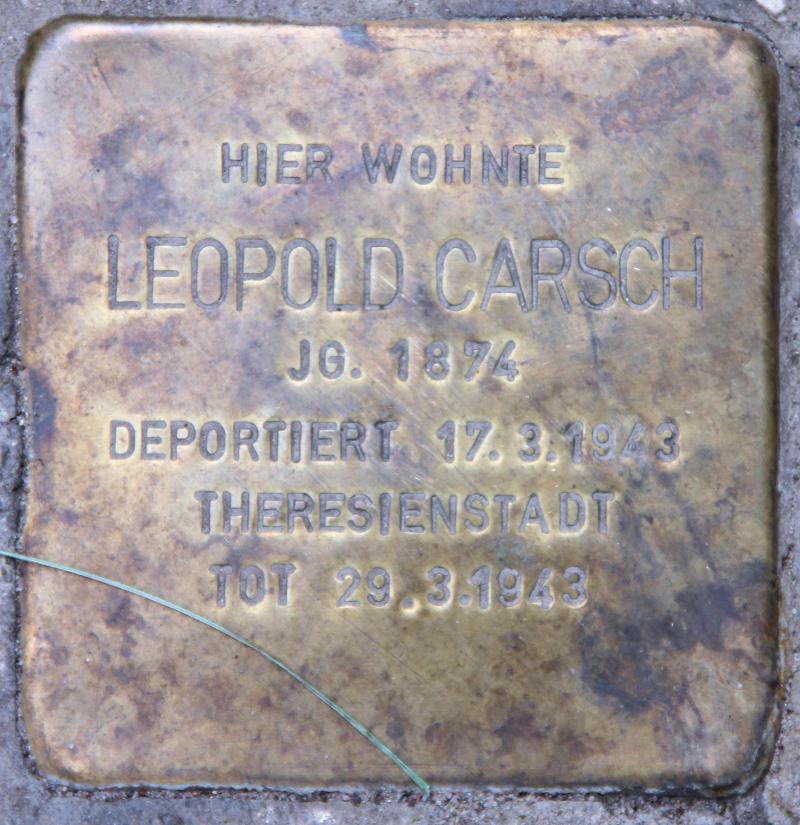 HIER WOHNTE
LEOPOLD CARSCH
JG. 1874
DEPORTIERT 17.3.1943
THERESIENSTADT
TOT 29.3.1943